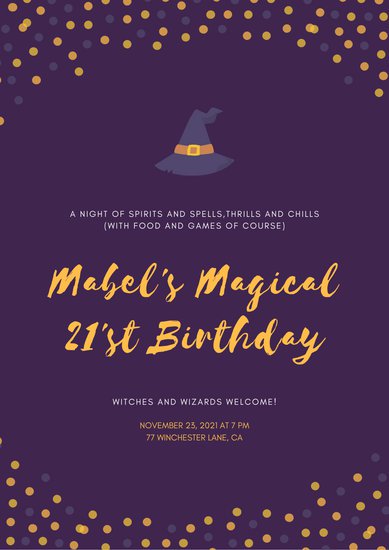 A NIGHT OF SPIRITS AND SPELLS,THRILLS AND CHILLS
(WITH FOOD AND GAMES OF COURSE)
Mabel's Magical
21'st Birthday
WITCHES AND WIZARDS WELCOME!
NOVEMBER 23, 2021 AT 7 PM
77 WINCHESTER LANE, CA